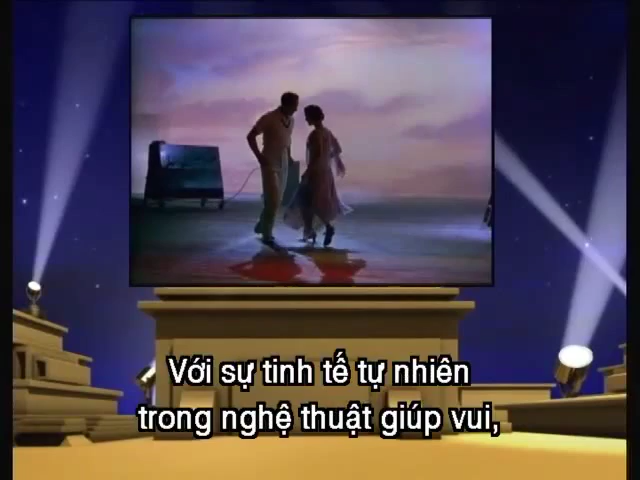 Với sự tinh tế tự nhiên
trong nghệ thuật giúp vui,